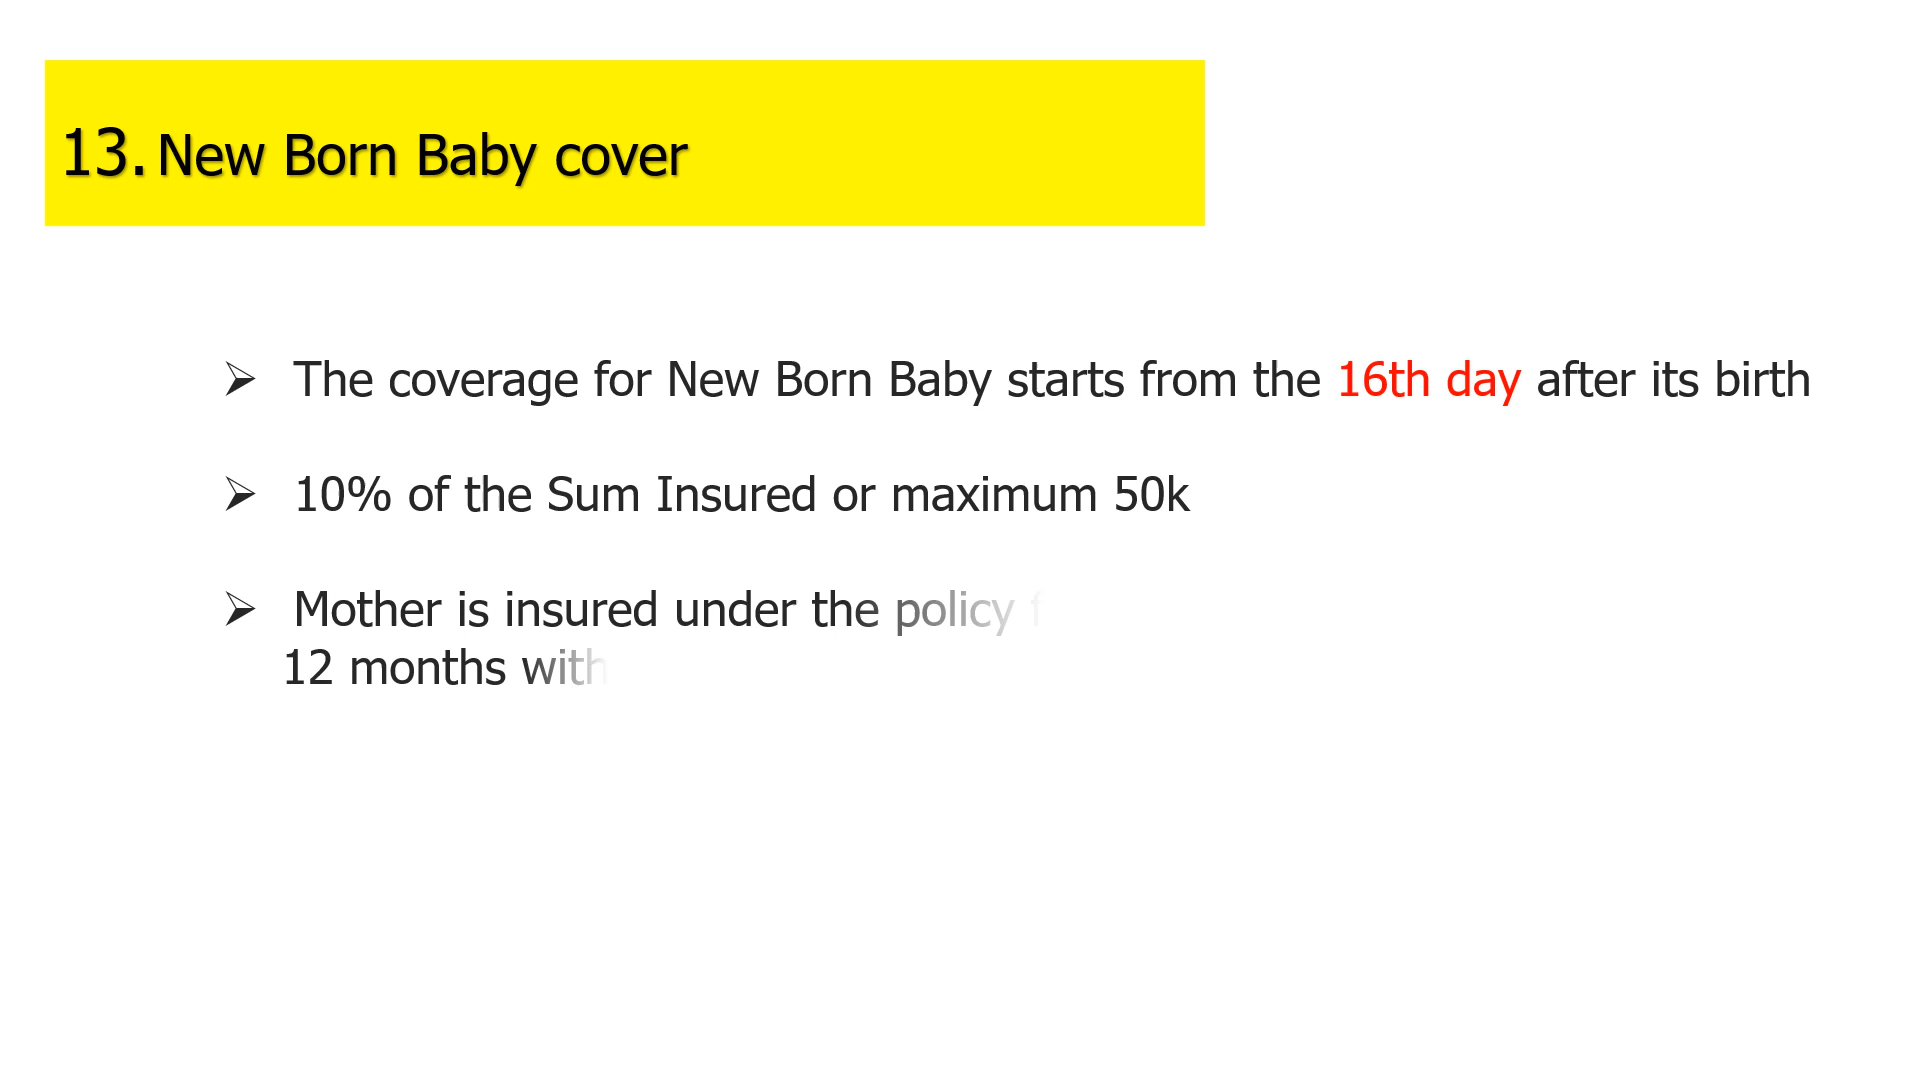 13. New Born Baby cover
➢ The coverage for New Born Baby starts from the 16th day after its birth
➢ 10% of the Sum Insured or maximum 50k
➢ Mother is insured under the policy
12 months with